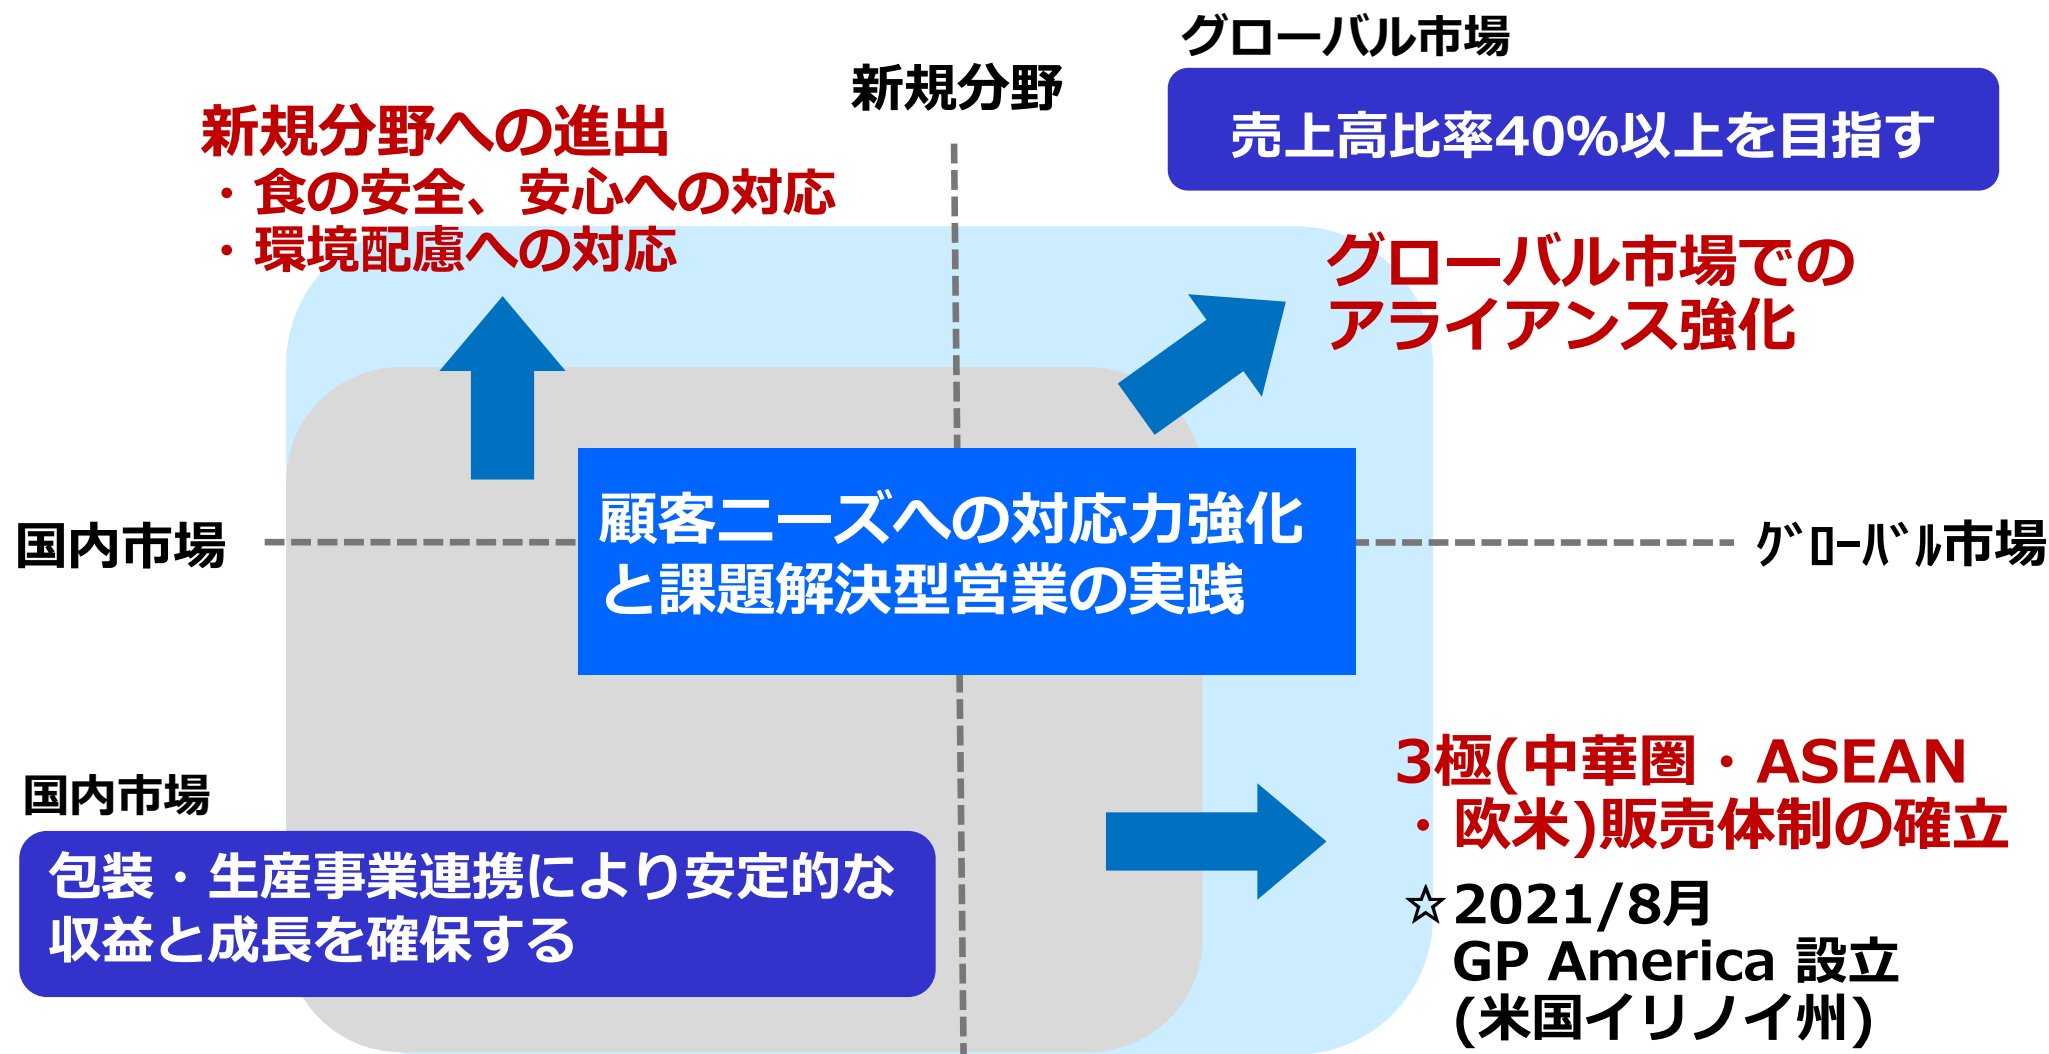 グローバル市場
売上高比率40%以上を目指す
新規分野
新規分野への進出
・食の安全、安心への対応
・環境配慮への対応
グローバル市場での
アライアンス強化
顧客ニーズへの対応力強化
と課題解決型営業の実践
国内市場
ｸﾞﾛｰﾊﾞﾙ市場
国内市場
包装・生産事業連携により安定的な
収益と成長を確保する
3極(中華圏・ASEAN
・欧米)販売体制の確立
☆2021/8月
GP America 設立
(米国イリノイ州)